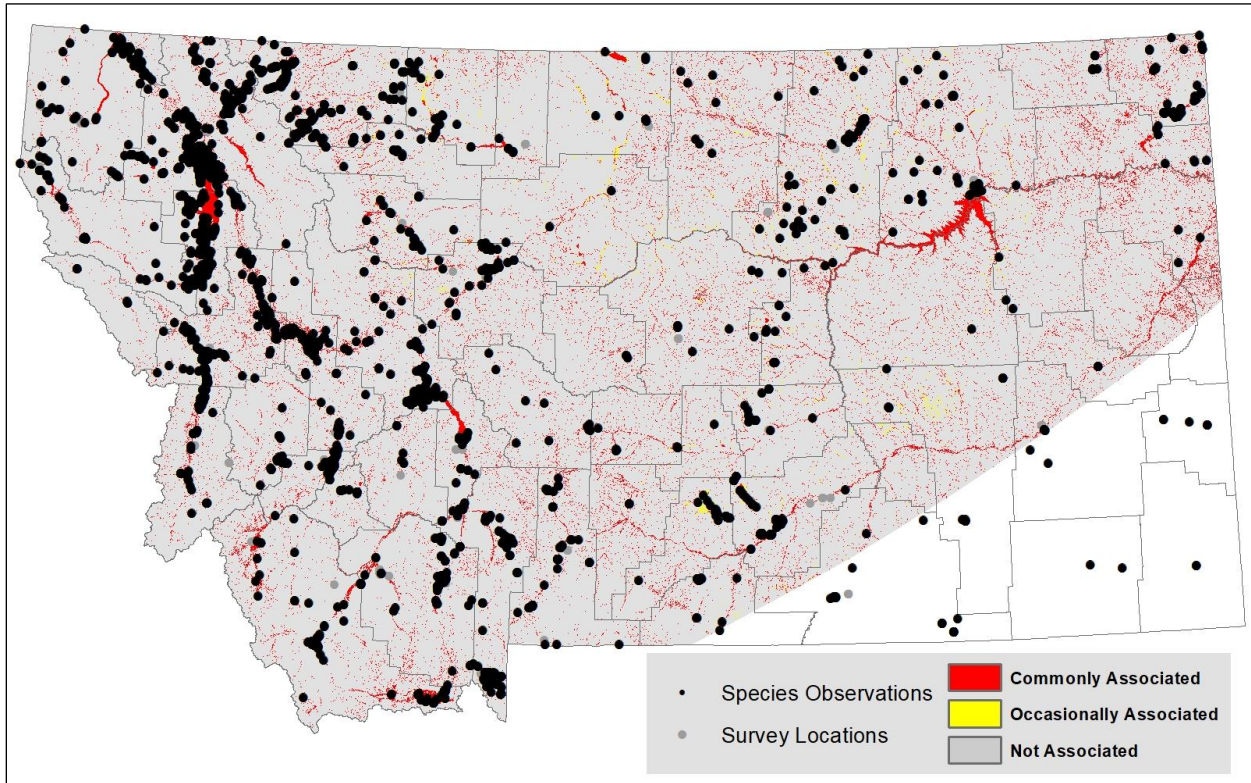 Species Observations
Survey Locations
Commonly Associated
Occasionally Associated
Not Associated